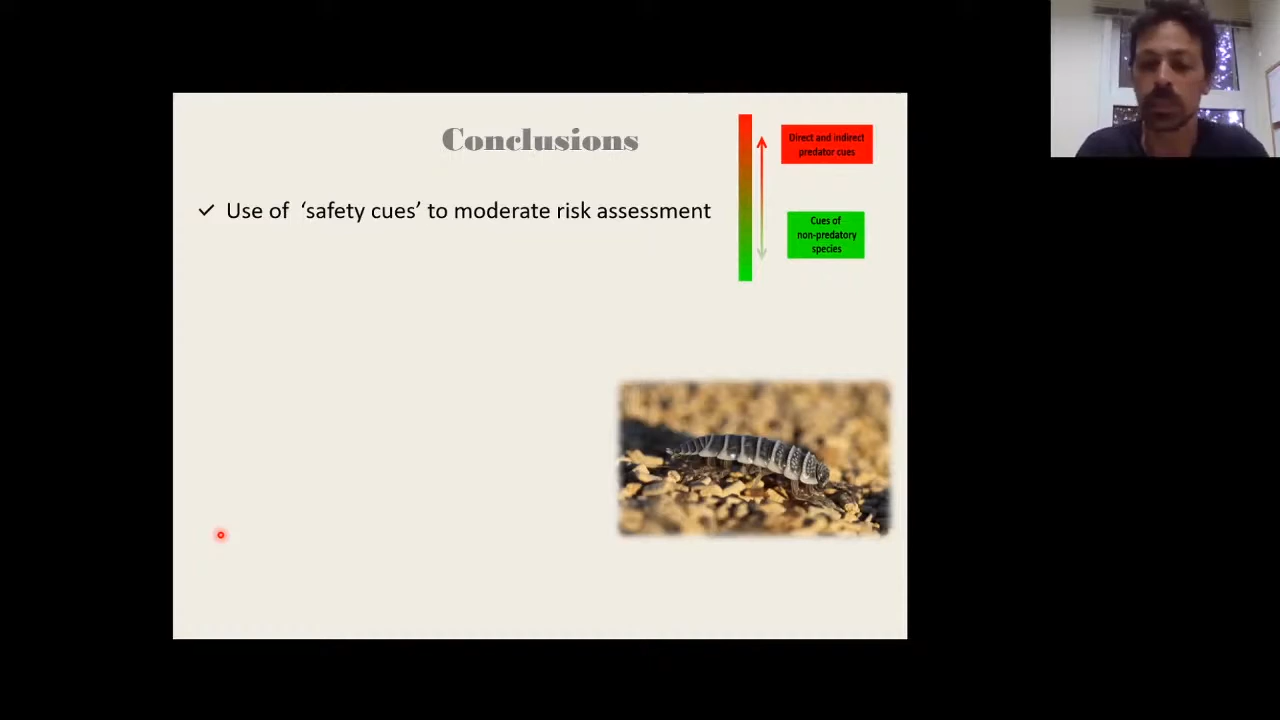 Conclusions
✓ Use of ‘safety cues’ to moderate risk assessment
Direct and indirect
predator cues
Cues of
non-predatory
species